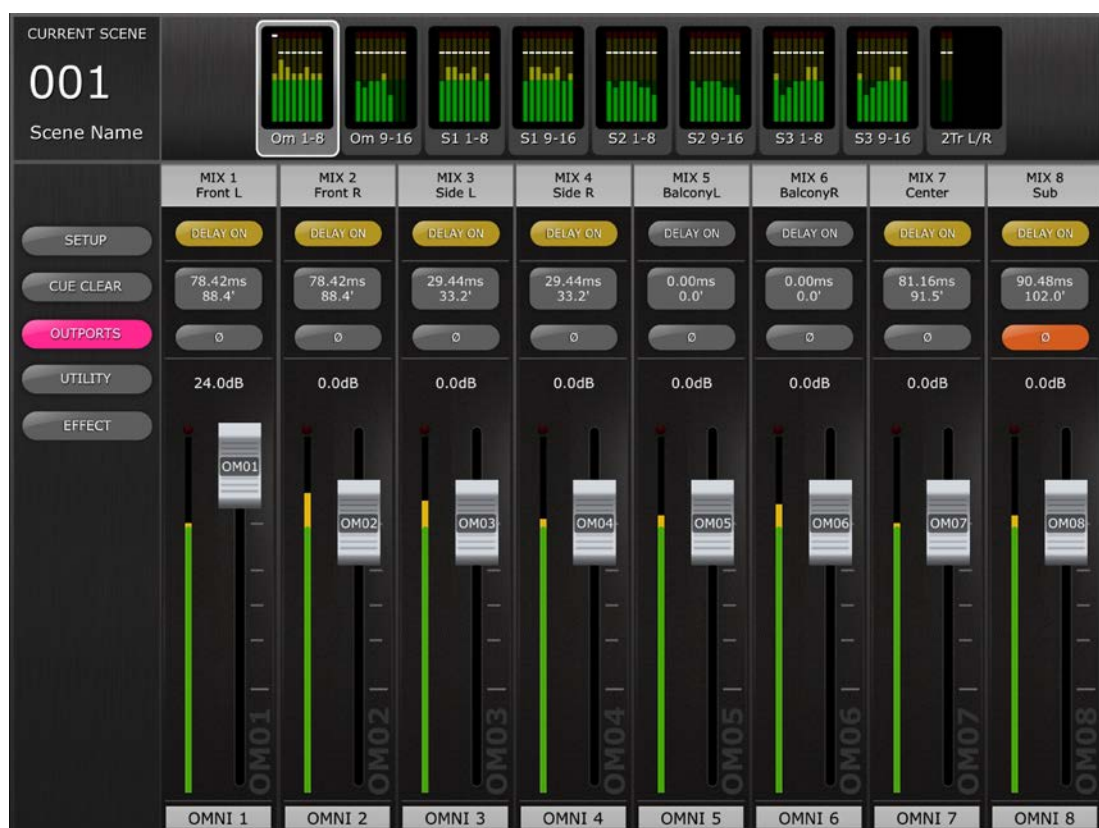 CURRENT SCENE
001
Scene Name
Om 1-8 Om 9-16 S1 1-8 S1 9-16 S2 1-8 S2 9-16 S3 1-8 S3 9-16 2Tr L/R
MIX 1 MIX 2 MIX 3 MIX 4 MIX 5 MIX 6 MIX 7 MIX 8
Front L Front R Side L Side R BalconyL BalconyR Center Sub
SETUP
CUE CLEAR
OUTPORTS
UTILITY
EFFECT
DELAY ON DELAY ON DELAY ON DELAY ON DELAY ON DELAY ON DELAY ON DELAY ON
78.42ms 78.42ms 29.44ms 29.44ms 0.00ms 0.00ms 81.16ms 90.48ms
88.4' 88.4' 33.2' 33.2' 0.0' 0.0' 91.5' 102.0'
Ø Ø Ø Ø Ø Ø Ø Ø
24.0dB 0.0dB 0.0dB 0.0dB 0.0dB 0.0dB 0.0dB 0.0dB
OM01 OM02 OM03 OM04 OM05 OM06 OM07 OM08
OM01 OM02 OM03 OM04 OM05 OM06 OM07 OM08
OMNI 1 OMNI 2 OMNI 3 OMNI 4 OMNI 5 OMNI 6 OMNI 7 OMNI 8